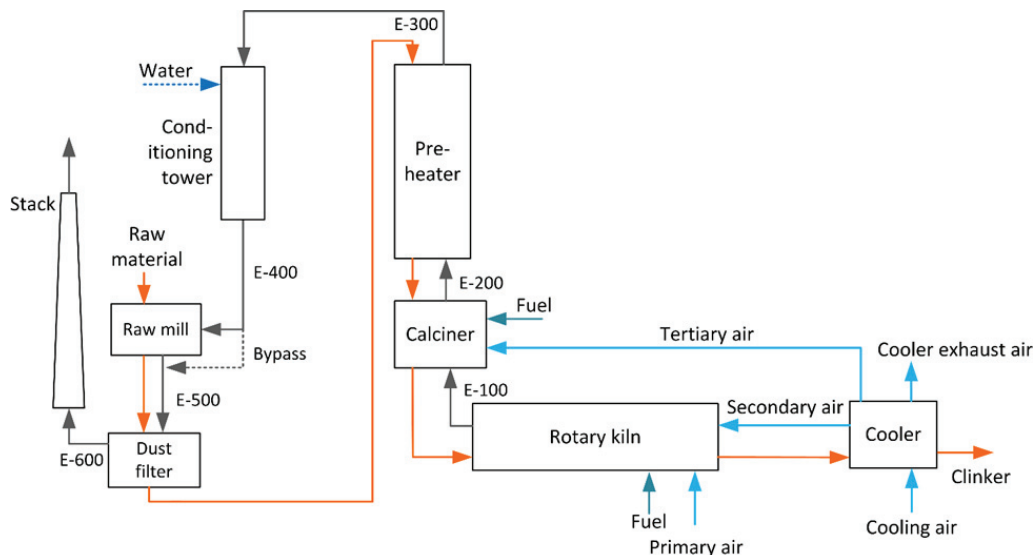 E-300
Water
Cond-
itioning
tower
Pre-
heater
Stack
Raw
material
E-400
E-200
Fuel
Raw mill
Calciner
Tertiary air
Cooler exhaust air
Bypass
E-500
E-100
Secondary air
Rotary kiln
Cooler
E-600
Dust
filter
Clinker
Fuel
Primary air
Cooling air